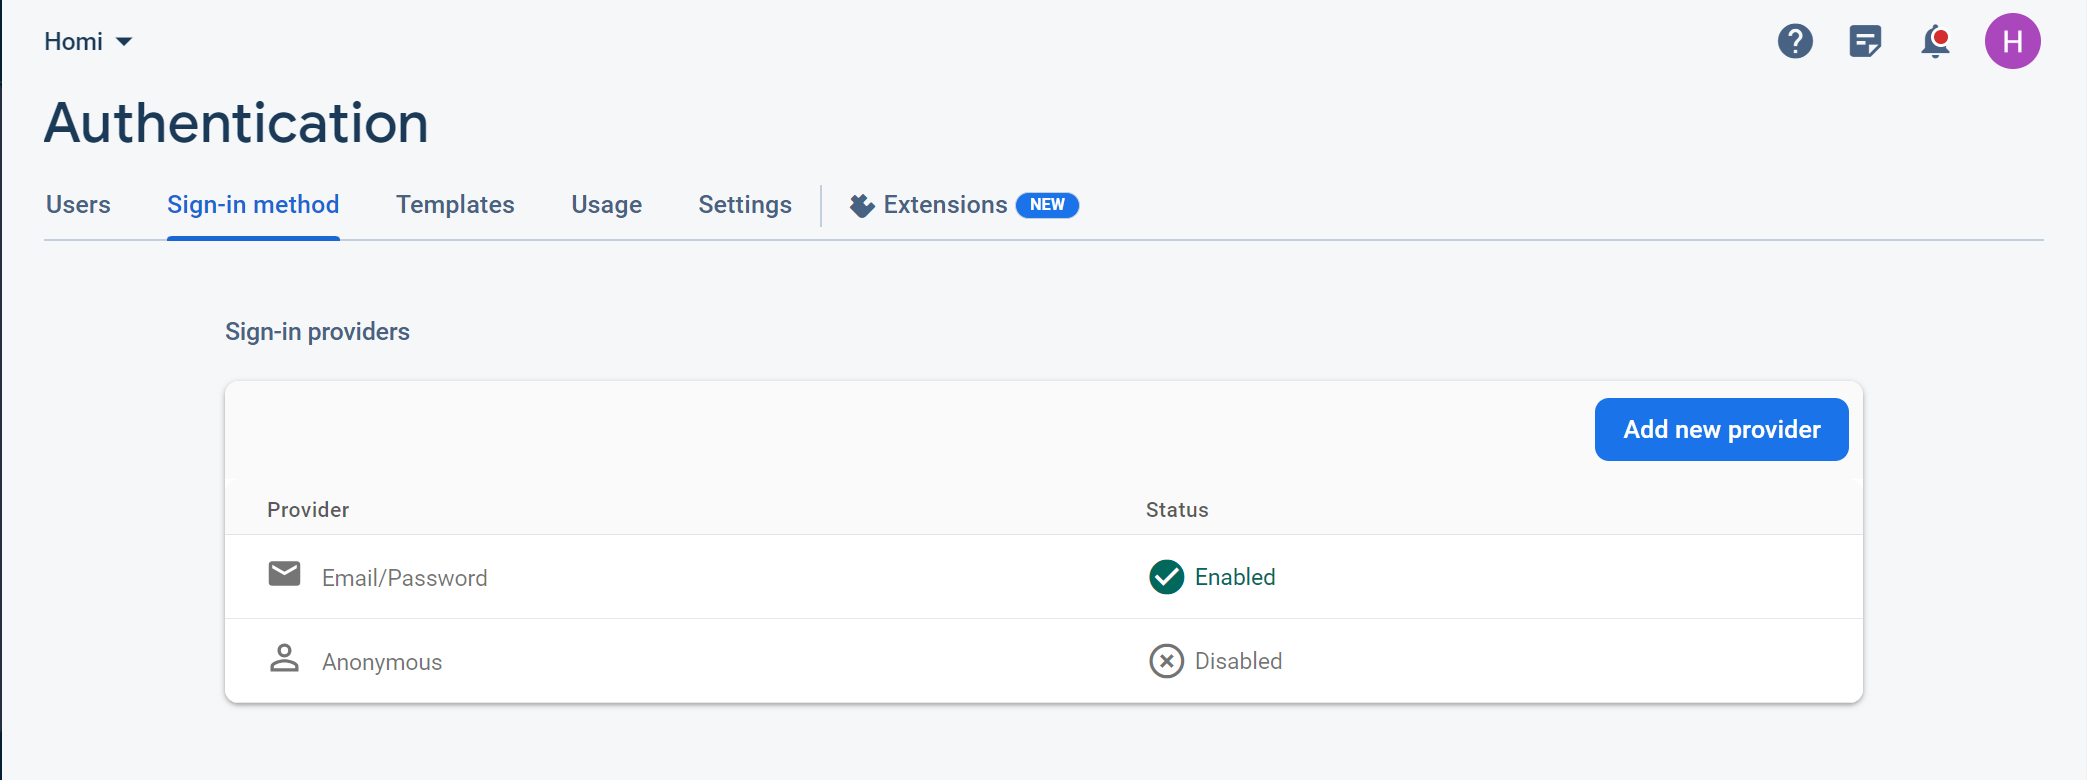 Homi
H
Authentication
Users Sign-in method Templates Usage Settings Extensions NEW
Sign-in providers
Add new provider
Provider Status
Email/Password Enabled
Anonymous Disabled